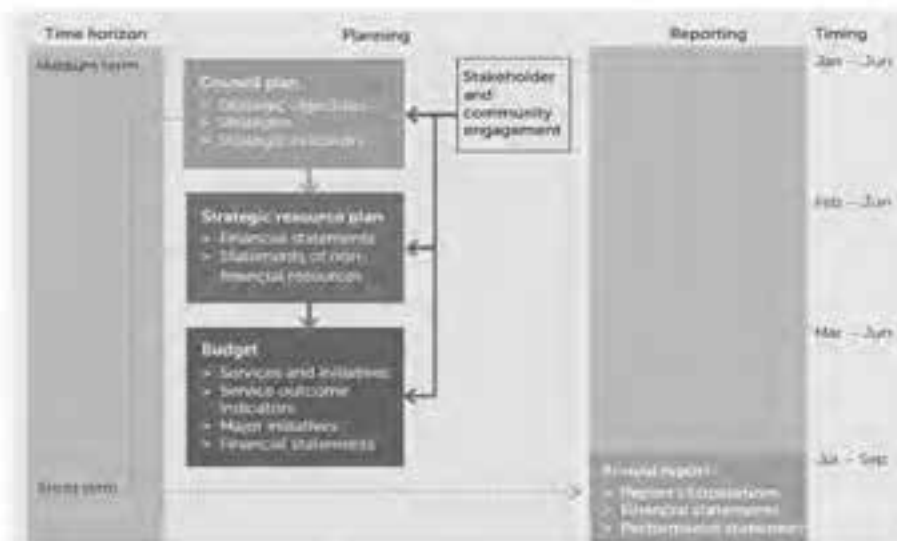 Time horizon
Planning
Reporting
Timing
Medium term
Jan – Jun
Council plan
> Strategic objectives
> Strategies
> Strategic indicators
Stakeholder
and
community
engagement
Feb – Jun
Strategic resource plan
> Financial statements
> Statements of non-
financial resources
Mar – Jun
Budget
> Services and initiatives
> Service outcome
indicators
> Major initiatives
> Financial statements
Jul – Sep
Short term
Annual report
> Report of operations
> Financial statements
> Performance statement